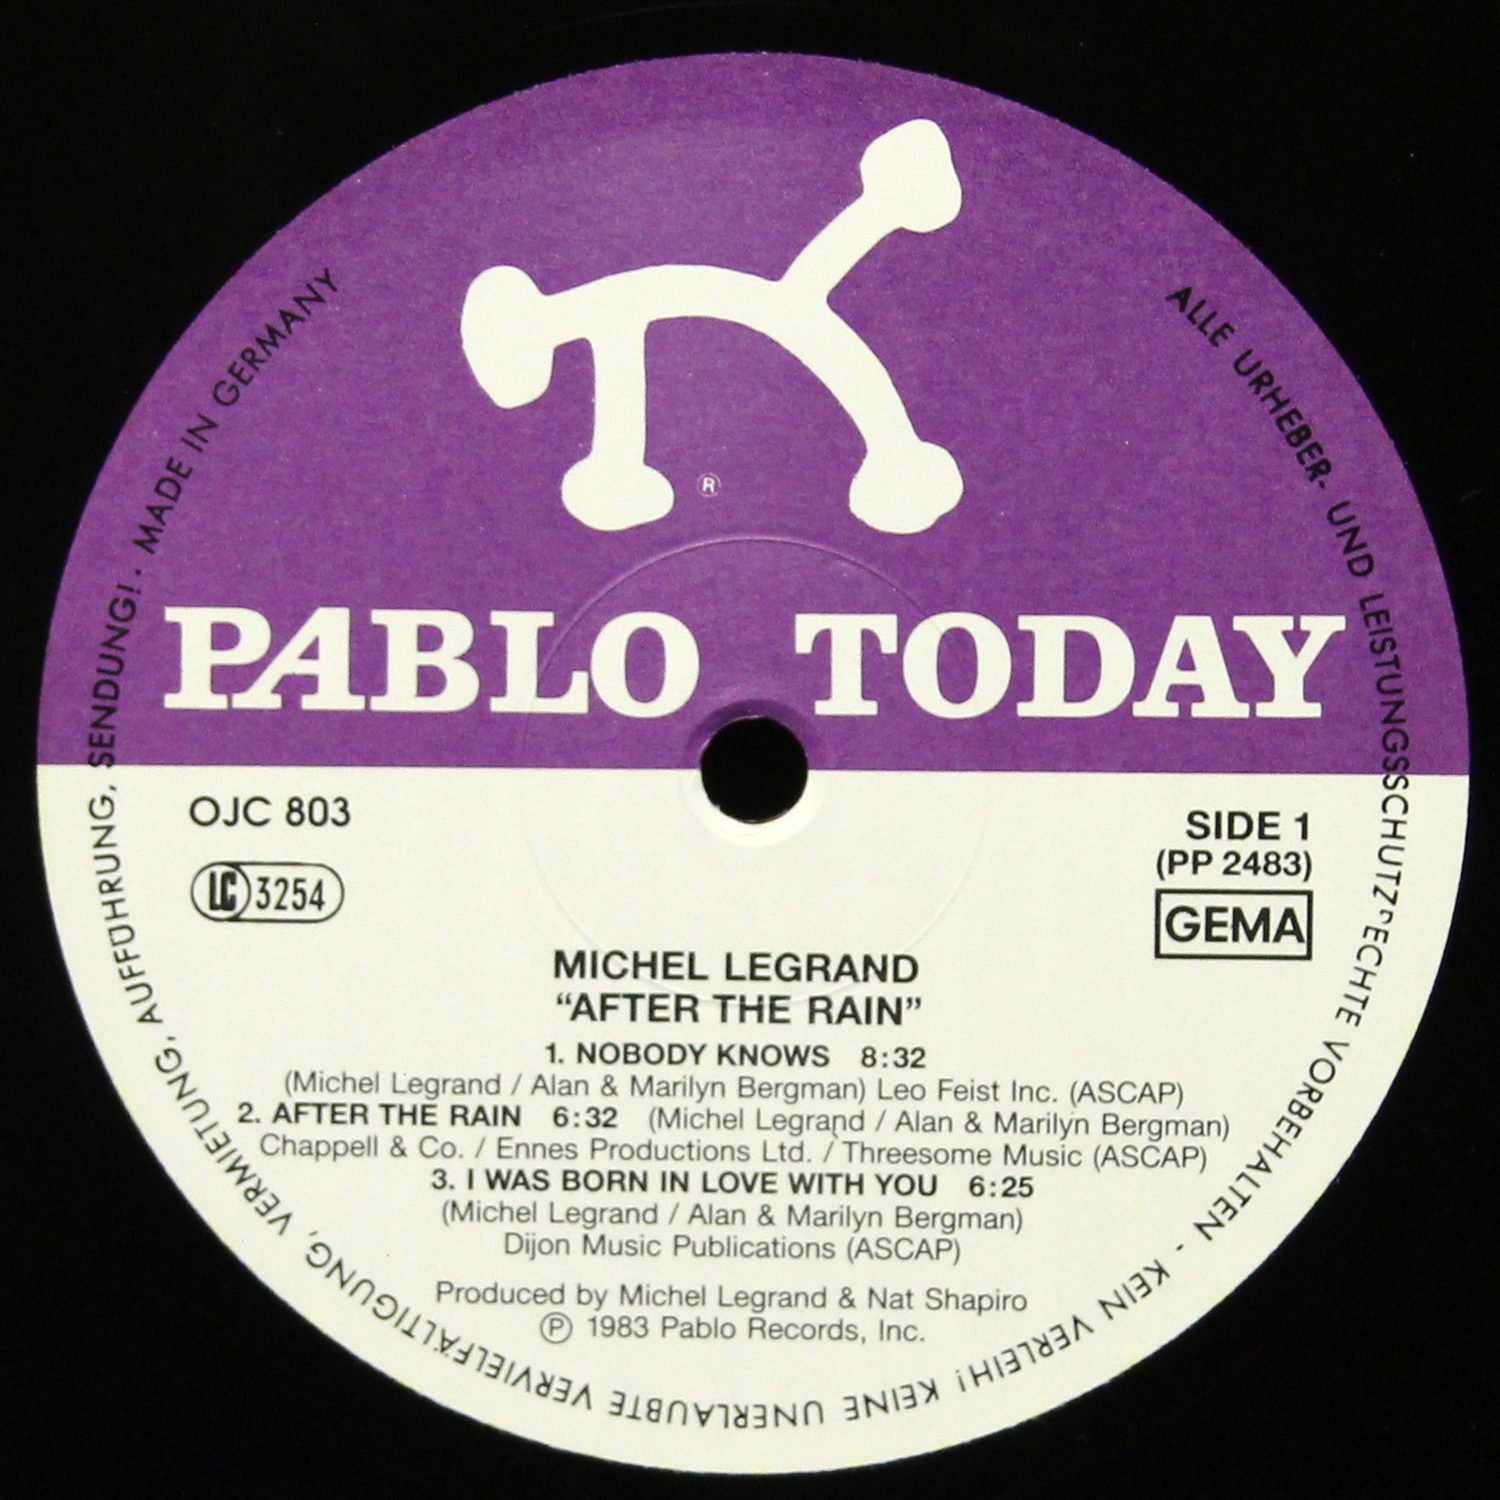 ®
PABLO TODAY
OJC 803
LC 3254
SIDE 1
(PP 2483)
GEMA
MICHEL LEGRAND
“AFTER THE RAIN”
1. NOBODY KNOWS 8:32
(Michel Legrand / Alan & Marilyn Bergman) Leo Feist Inc. (ASCAP)
2. AFTER THE RAIN 6:32 (Michel Legrand / Alan & Marilyn Bergman)
Chappell & Co. / Ennes Productions Ltd. / Threesome Music (ASCAP)
3. I WAS BORN IN LOVE WITH YOU 6:25
(Michel Legrand / Alan & Marilyn Bergman)
Dijon Music Publications (ASCAP)
Produced by Michel Legrand & Nat Shapiro
℗ 1983 Pablo Records, Inc.
ALLE URHEBER- UND LEISTUNGSSCHUTZRECHTE VORBEHALTEN - KEIN VERLEIH! KEINE UNERLAUBTE VERVIELFÄLTIGUNG, VERMIETUNG, AUFFÜHRUNG, SENDUNG! · MADE IN GERMANY